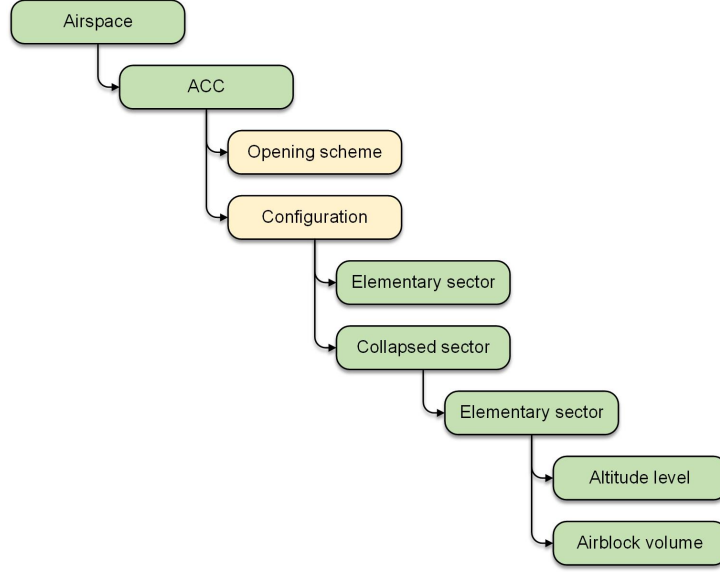 Airspace
ACC
Opening scheme
Configuration
Elementary sector
Collapsed sector
Elementary sector
Altitude level
Airblock volume